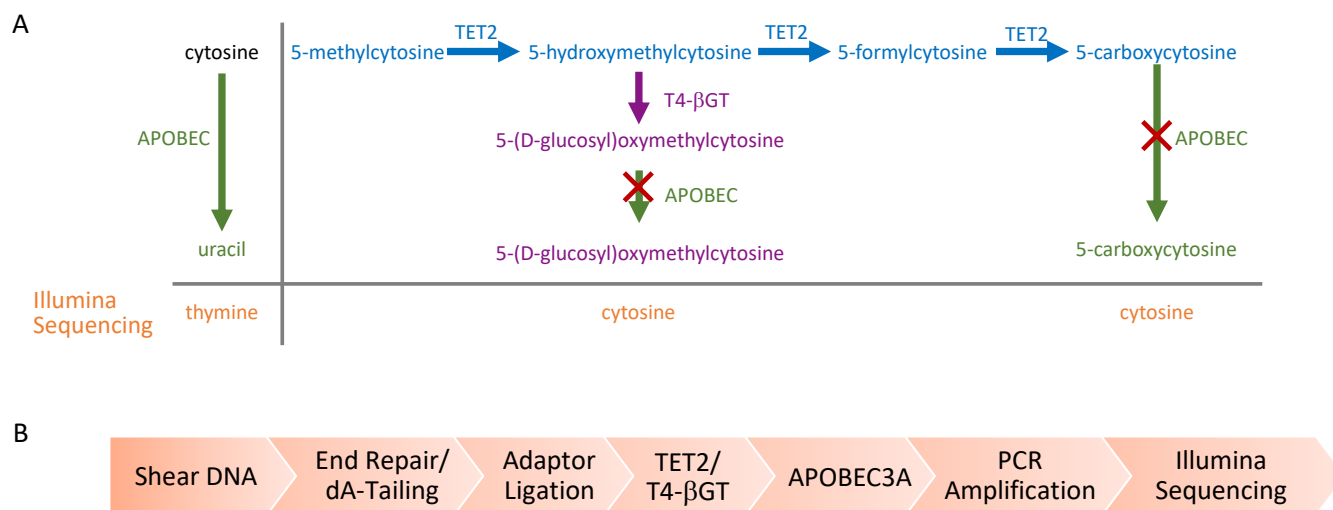 A
TET2 TET2 TET2
cytosine 5-methylcytosine 5-hydroxymethylcytosine 5-formylcytosine 5-carboxycytosine
T4-βGT
APOBEC 5-(D-glucosyl)oxymethylcytosine APOBEC
APOBEC
uracil 5-(D-glucosyl)oxymethylcytosine 5-carboxycytosine
Illumina
Sequencing
thymine cytosine cytosine
B
Shear DNA
End Repair/
dA-Tailing
Adaptor
Ligation
TET2/
T4-βGT
APOBEC3A
PCR
Amplification
Illumina
Sequencing